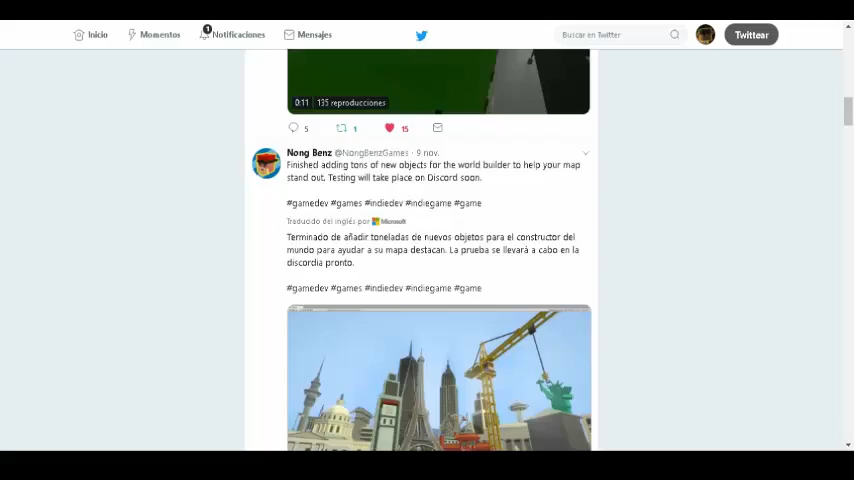 Inicio Momentos 1 Notificaciones Mensajes Buscar en Twitter Twittear
0:11 135 reproducciones
5 1 15
Nong Benz @NongBenzGames · 9 nov.
Finished adding tons of new objects for the world builder to help your map
stand out. Testing will take place on Discord soon.
#gamedev #games #indiedev #indiegame #game
Traducido del inglés por Microsoft
Terminado de añadir toneladas de nuevos objetos para el constructor del
mundo para ayudar a su mapa destacan. La prueba se llevará a cabo en la
discordia pronto.
#gamedev #games #indiedev #indiegame #game